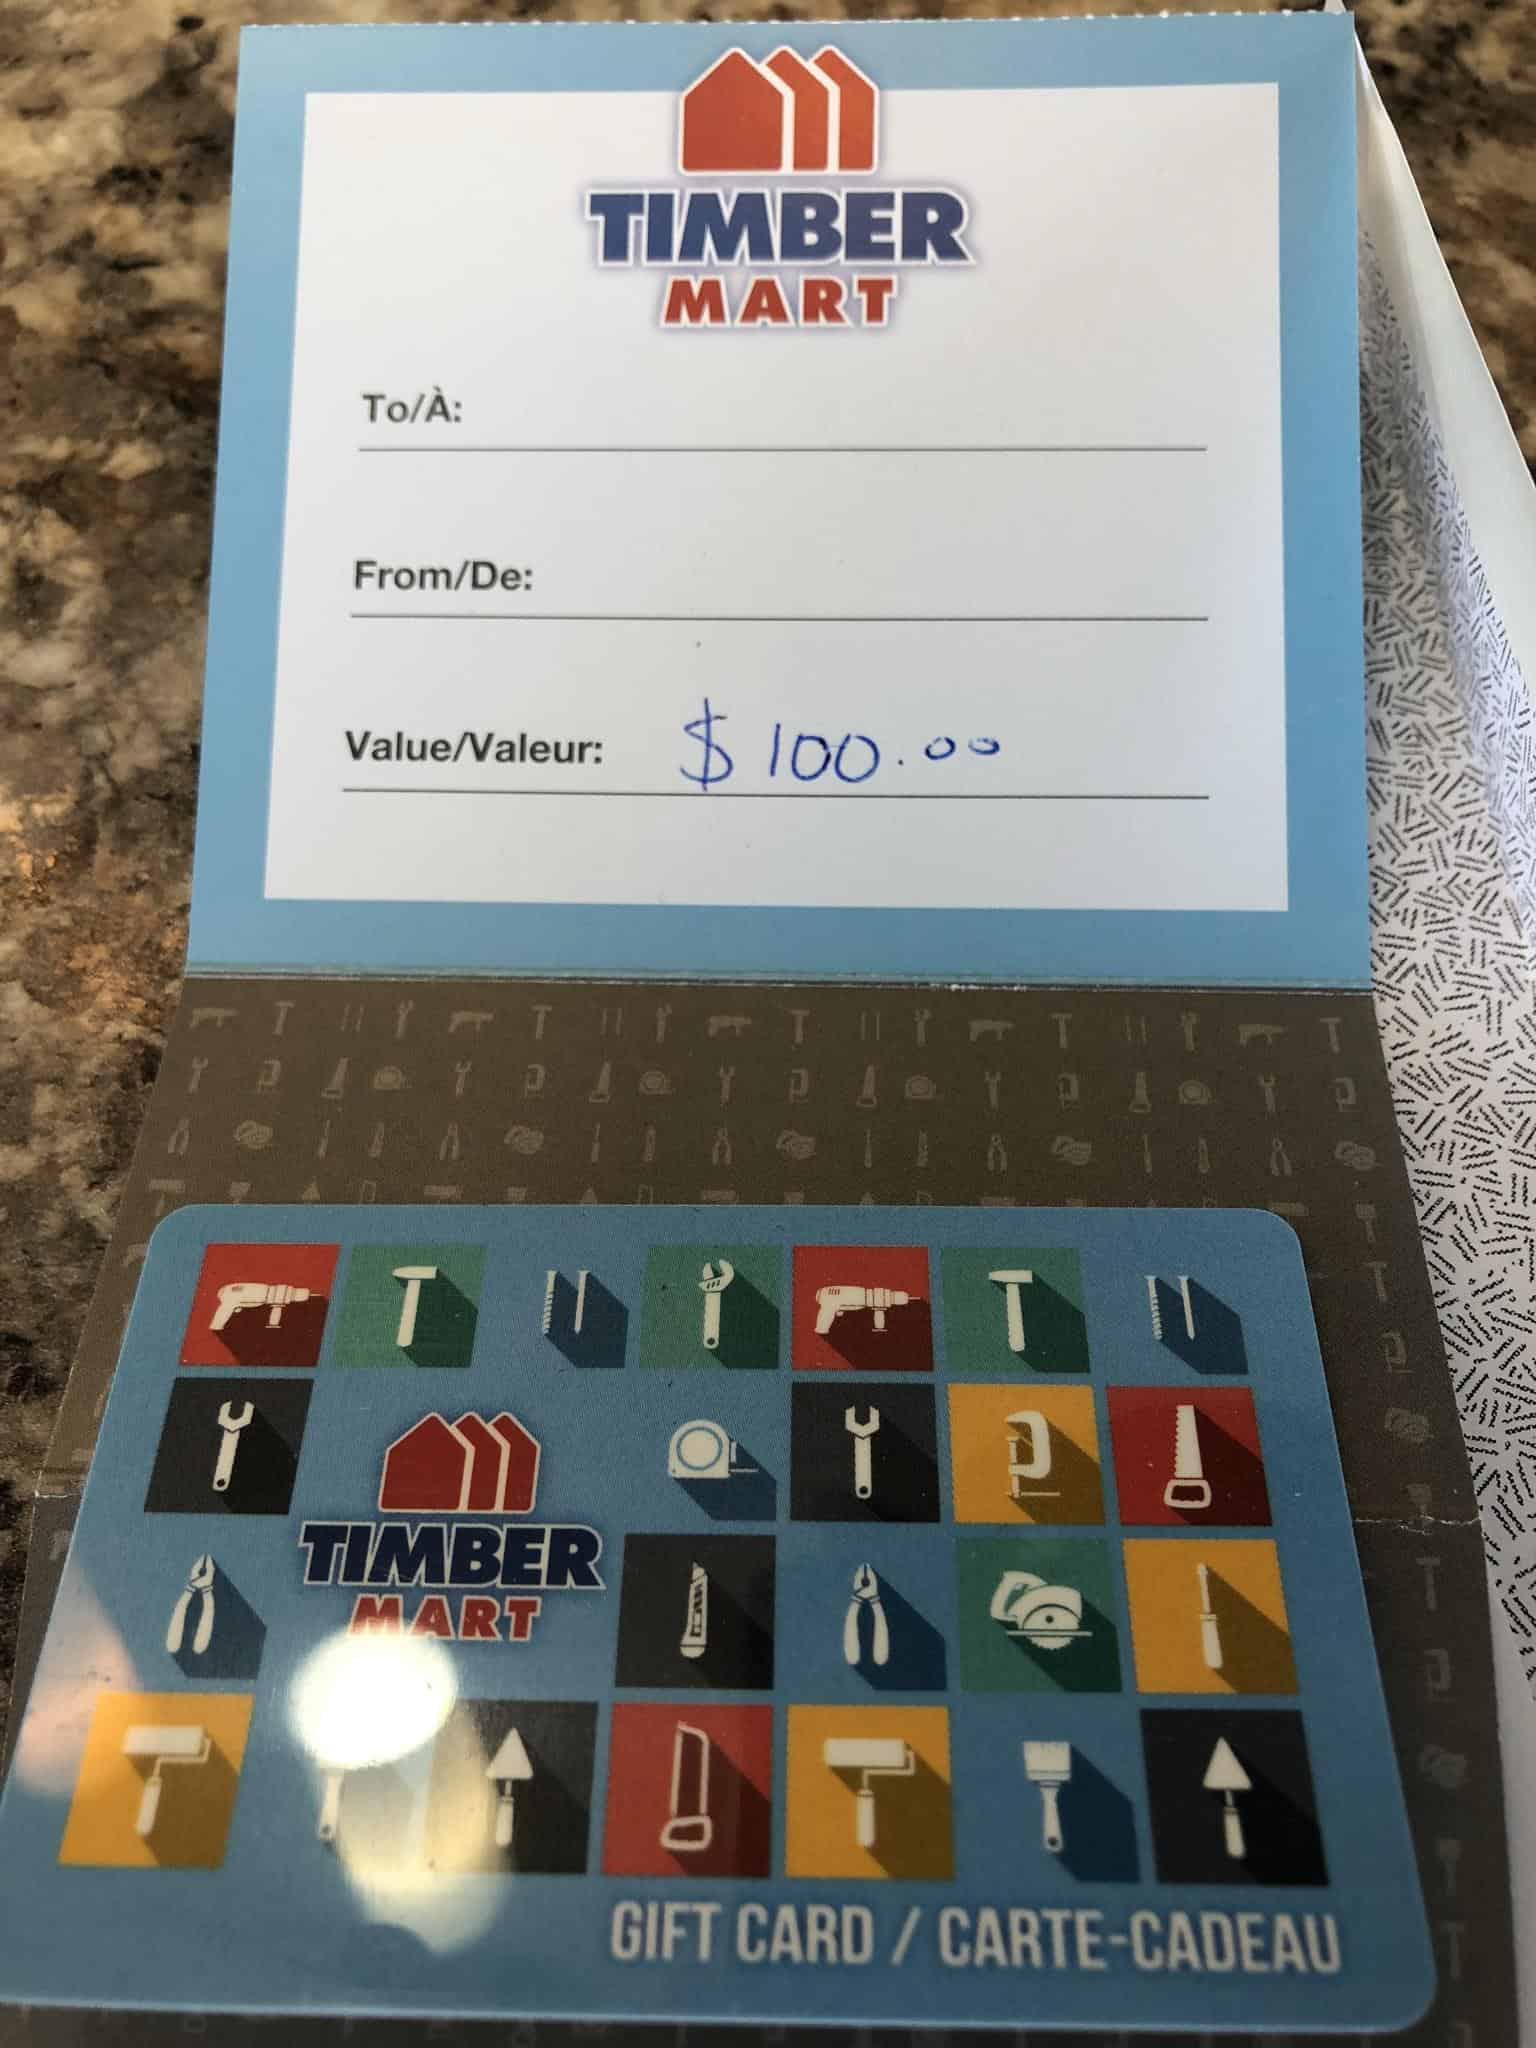 TIMBER
MART
To/À:
From/De:
Value/Valeur: $100.00
TIMBER
MART
GIFT CARD / CARTE-CADEAU